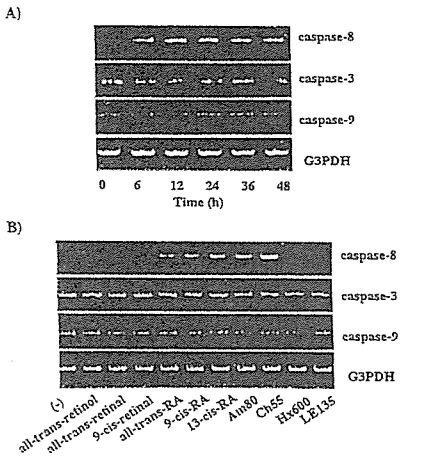 A)
caspase-8
caspase-3
caspase-9
G3PDH
0 6 12 24 36 48
Time (h)
B)
caspase-8
caspase-3
caspase-9
G3PDH
(-)
all-trans-retinol
all-trans-retinal
9-cis-retinal
all-trans-RA
9-cis-RA
13-cis-RA
Am80
Ch55
Hx600
LE135